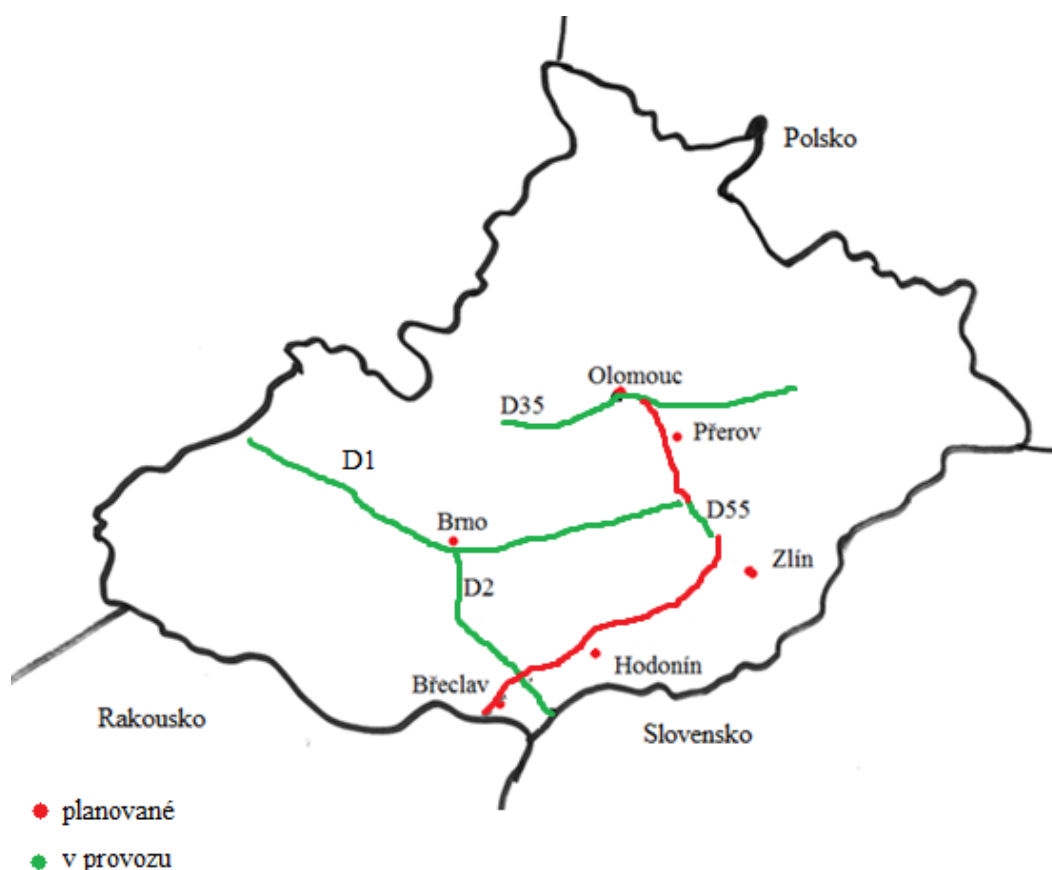 Polsko
Olomouc
D35
Přerov
D1
D55
Brno
Zlín
D2
Hodonín
Břeclav
Rakousko
Slovensko
planované
v provozu